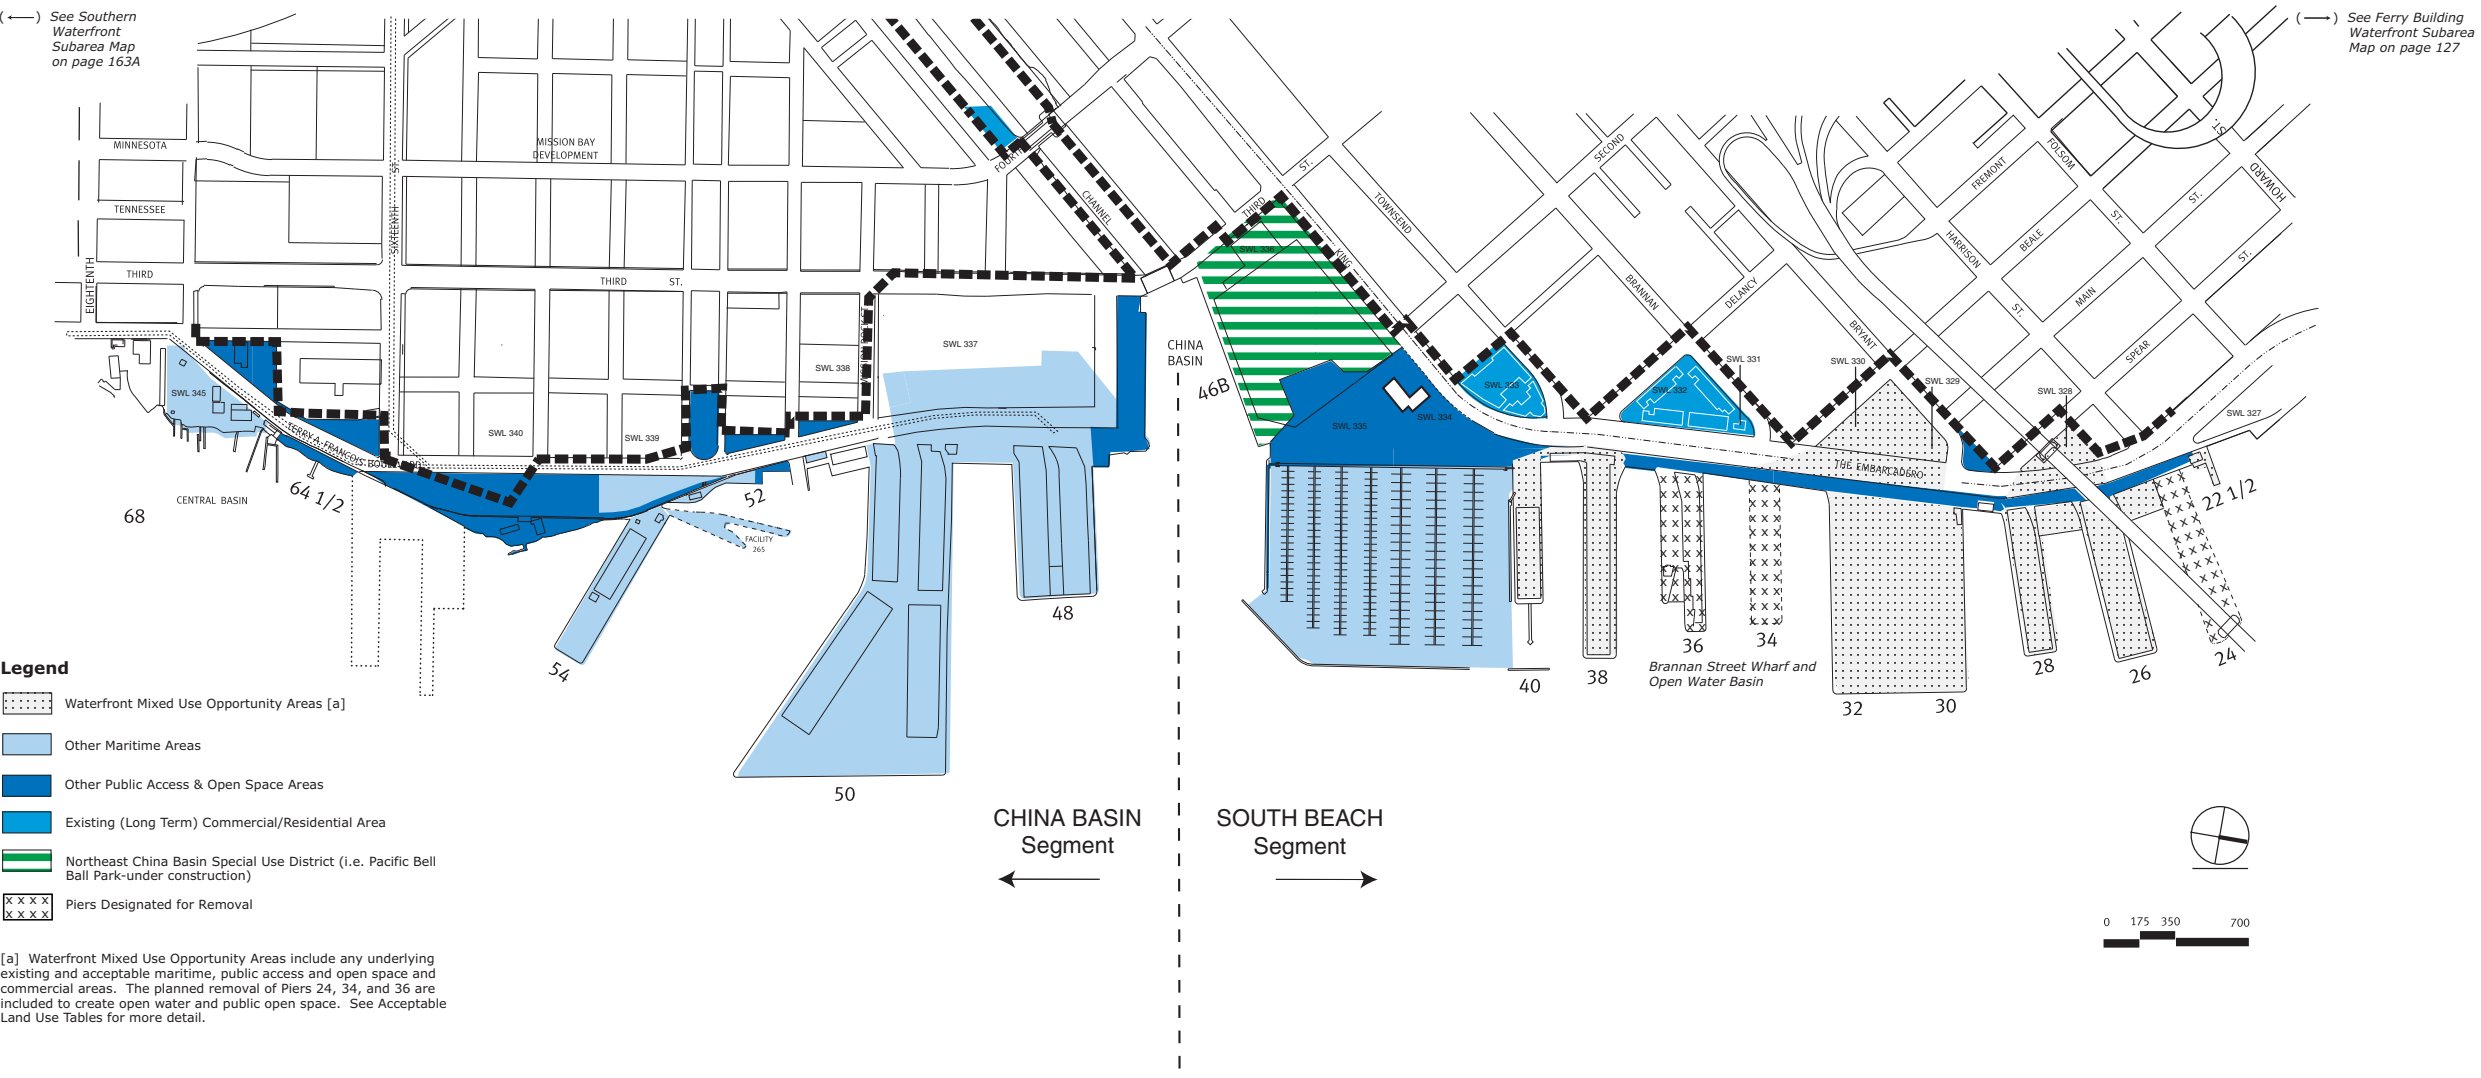 (←) See Southern
Waterfront
Subarea Map
on page 163A
(→) See Ferry Building
Waterfront Subarea
Map on page 127
MINNESOTA
TENNESSEE
THIRD
EIGHTEENTH
SIXTEENTH
ST.
MISSION BAY
DEVELOPMENT
THIRD ST.
FOURTH
CHANNEL
THIRD
ST.
KING
TOWNSEND
SECOND
BRANNAN
DELANCY
BRYANT
HARRISON
ST.
FREMONT
BEALE
ST.
MAIN
SPEAR
ST.
FOLSOM
ST.
HOWARD
ST.
SWL 345
SWL 340
SWL 339
SWL 338
SWL 337
SWL 336
SWL 335
SWL 334
SWL 333
SWL 332
SWL 331
SWL 330
SWL 329
SWL 328
SWL 327
CHINA
BASIN
46B
TERRY A. FRANCOIS BOULEVARD
THE EMBARCADERO
CENTRAL BASIN
68
64 1/2
54
52
FACILITY
265
50
48
40
38
36
34
Brannan Street Wharf and
Open Water Basin
32
30
28
26
24
22 1/2
CHINA BASIN
Segment
SOUTH BEACH
Segment
Legend
Waterfront Mixed Use Opportunity Areas [a]
Other Maritime Areas
Other Public Access & Open Space Areas
Existing (Long Term) Commercial/Residential Area
Northeast China Basin Special Use District (i.e. Pacific Bell
Ball Park-under construction)
X X X X
X X X X
Piers Designated for Removal
[a] Waterfront Mixed Use Opportunity Areas include any underlying
existing and acceptable maritime, public access and open space and
commercial areas. The planned removal of Piers 24, 34, and 36 are
included to create open water and public open space. See Acceptable
Land Use Tables for more detail.
0 175 350 700